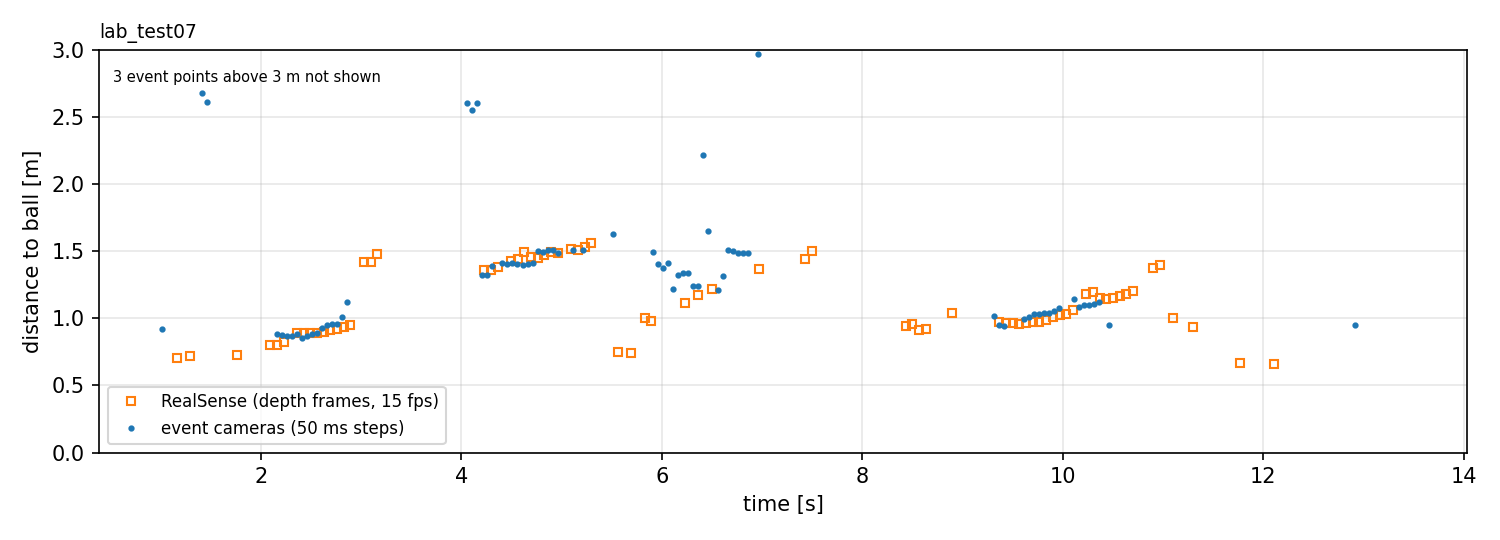 lab_test07
3 event points above 3 m not shown
distance to ball [m]
3.0
2.5
2.0
1.5
1.0
0.5
0.0
RealSense (depth frames, 15 fps)
event cameras (50 ms steps)
2 4 6 8 10 12 14
time [s]